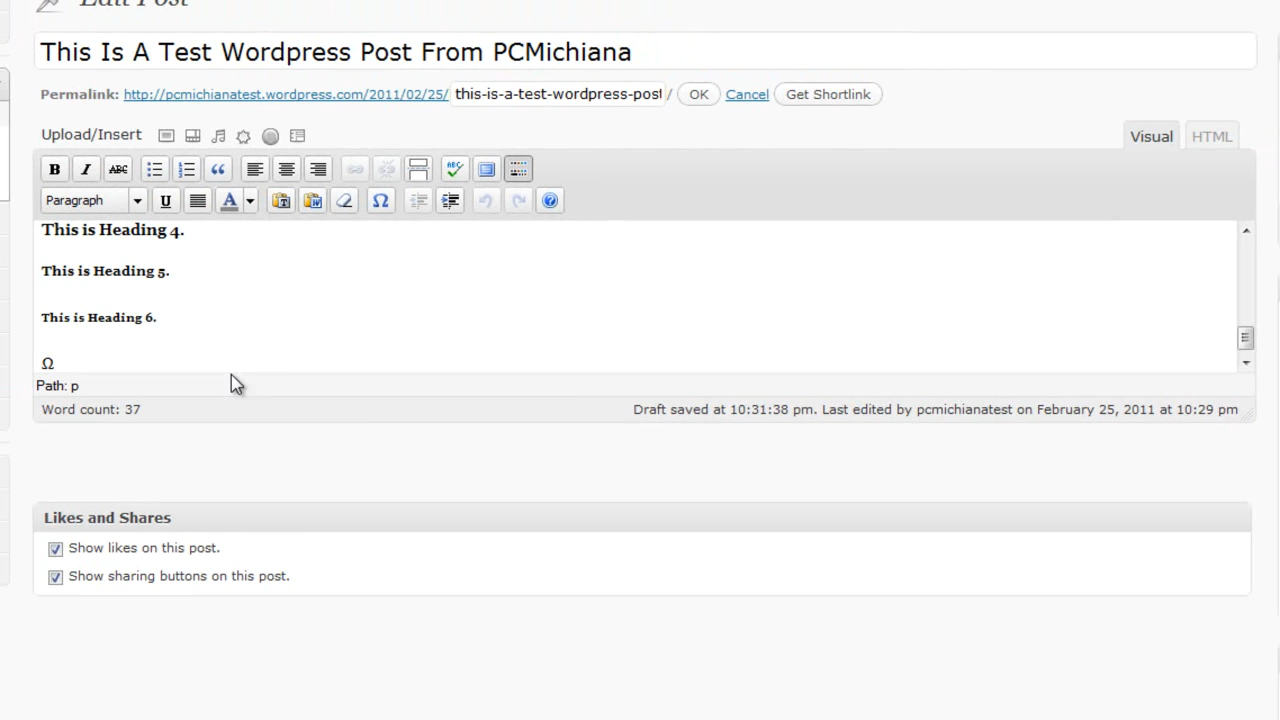 Edit Post
This Is A Test Wordpress Post From PCMichiana
Permalink: http://pcmichianatest.wordpress.com/2011/02/25/ this-is-a-test-wordpress-post / OK Cancel Get Shortlink
Upload/Insert Visual HTML
B I ABC ABC
Paragraph U A T W Ω ?
This is Heading 4.
This is Heading 5.
This is Heading 6.
Ω
Path: p
Word count: 37 Draft saved at 10:31:38 pm. Last edited by pcmichianatest on February 25, 2011 at 10:29 pm
Likes and Shares
Show likes on this post.
Show sharing buttons on this post.